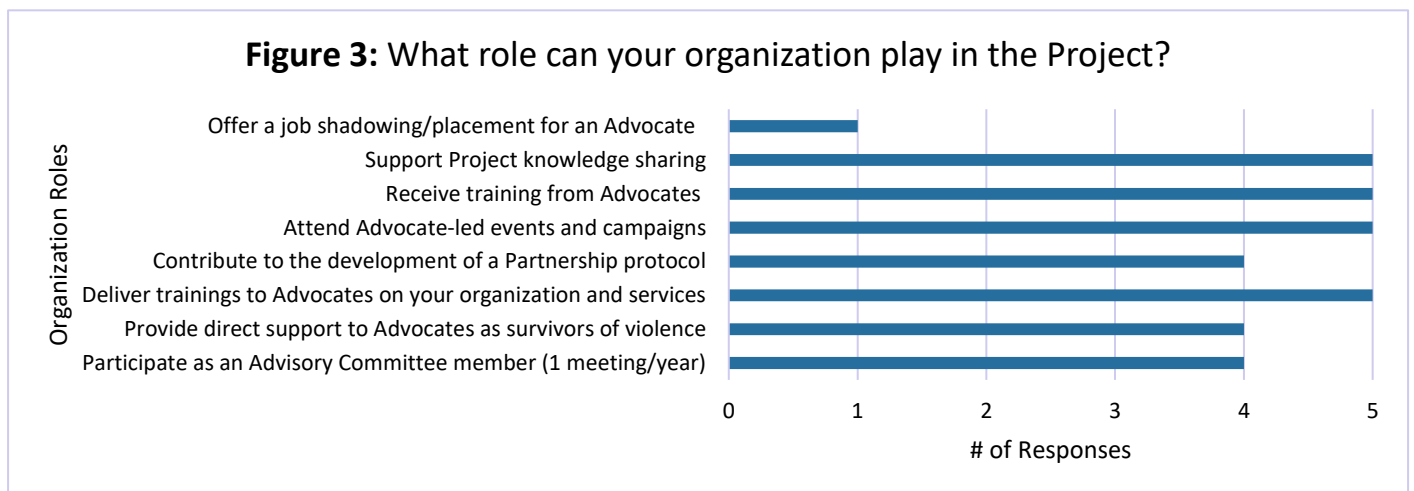 Figure 3: What role can your organization play in the Project?
Organization Roles
Offer a job shadowing/placement for an Advocate
Support Project knowledge sharing
Receive training from Advocates
Attend Advocate-led events and campaigns
Contribute to the development of a Partnership protocol
Deliver trainings to Advocates on your organization and services
Provide direct support to Advocates as survivors of violence
Participate as an Advisory Committee member (1 meeting/year)
0 1 2 3 4 5
# of Responses